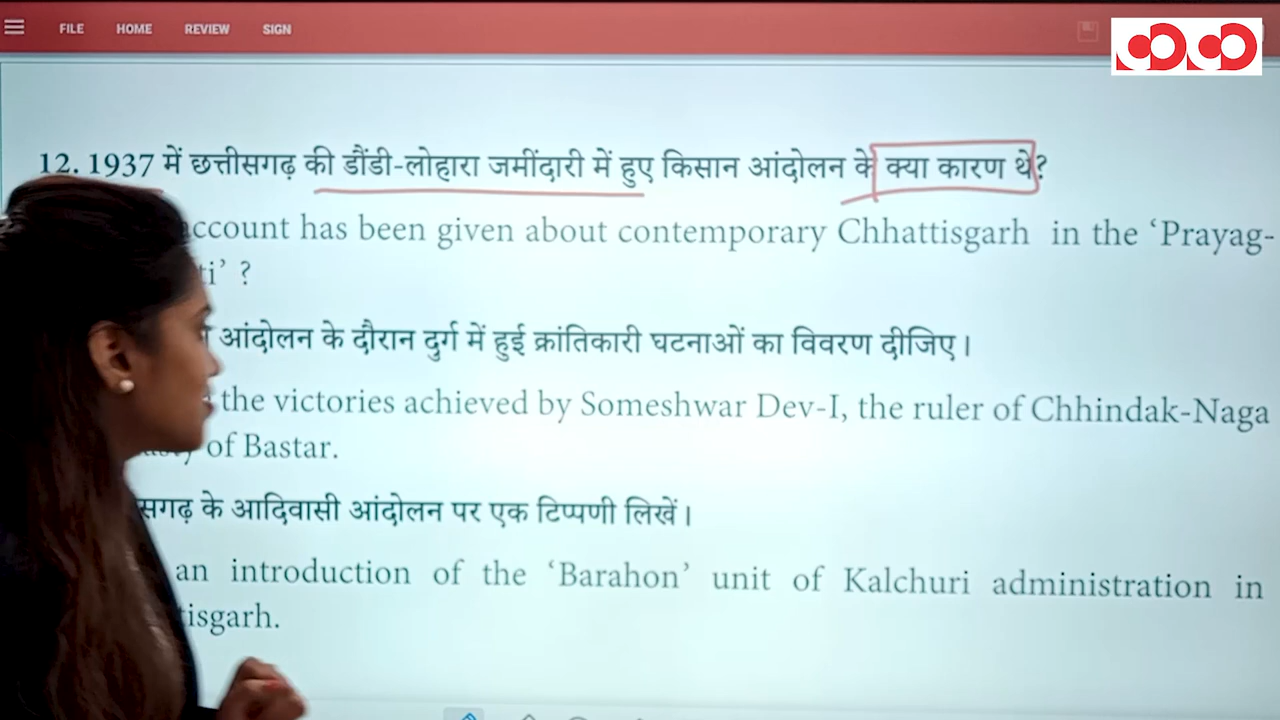 FILE HOME REVIEW SIGN
12. 1937 में छत्तीसगढ़ की डौंडी-लोहारा जमींदारी में हुए किसान आंदोलन के क्या कारण थे?
account has been given about contemporary Chhattisgarh in the ‘Prayag-
ti’ ?
आंदोलन के दौरान दुर्ग में हुई क्रांतिकारी घटनाओं का विवरण दीजिए।
the victories achieved by Someshwar Dev-I, the ruler of Chhindak-Naga
of Bastar.
सगढ़ के आदिवासी आंदोलन पर एक टिप्पणी लिखें।
an introduction of the ‘Barahon’ unit of Kalchuri administration in
tisgarh.